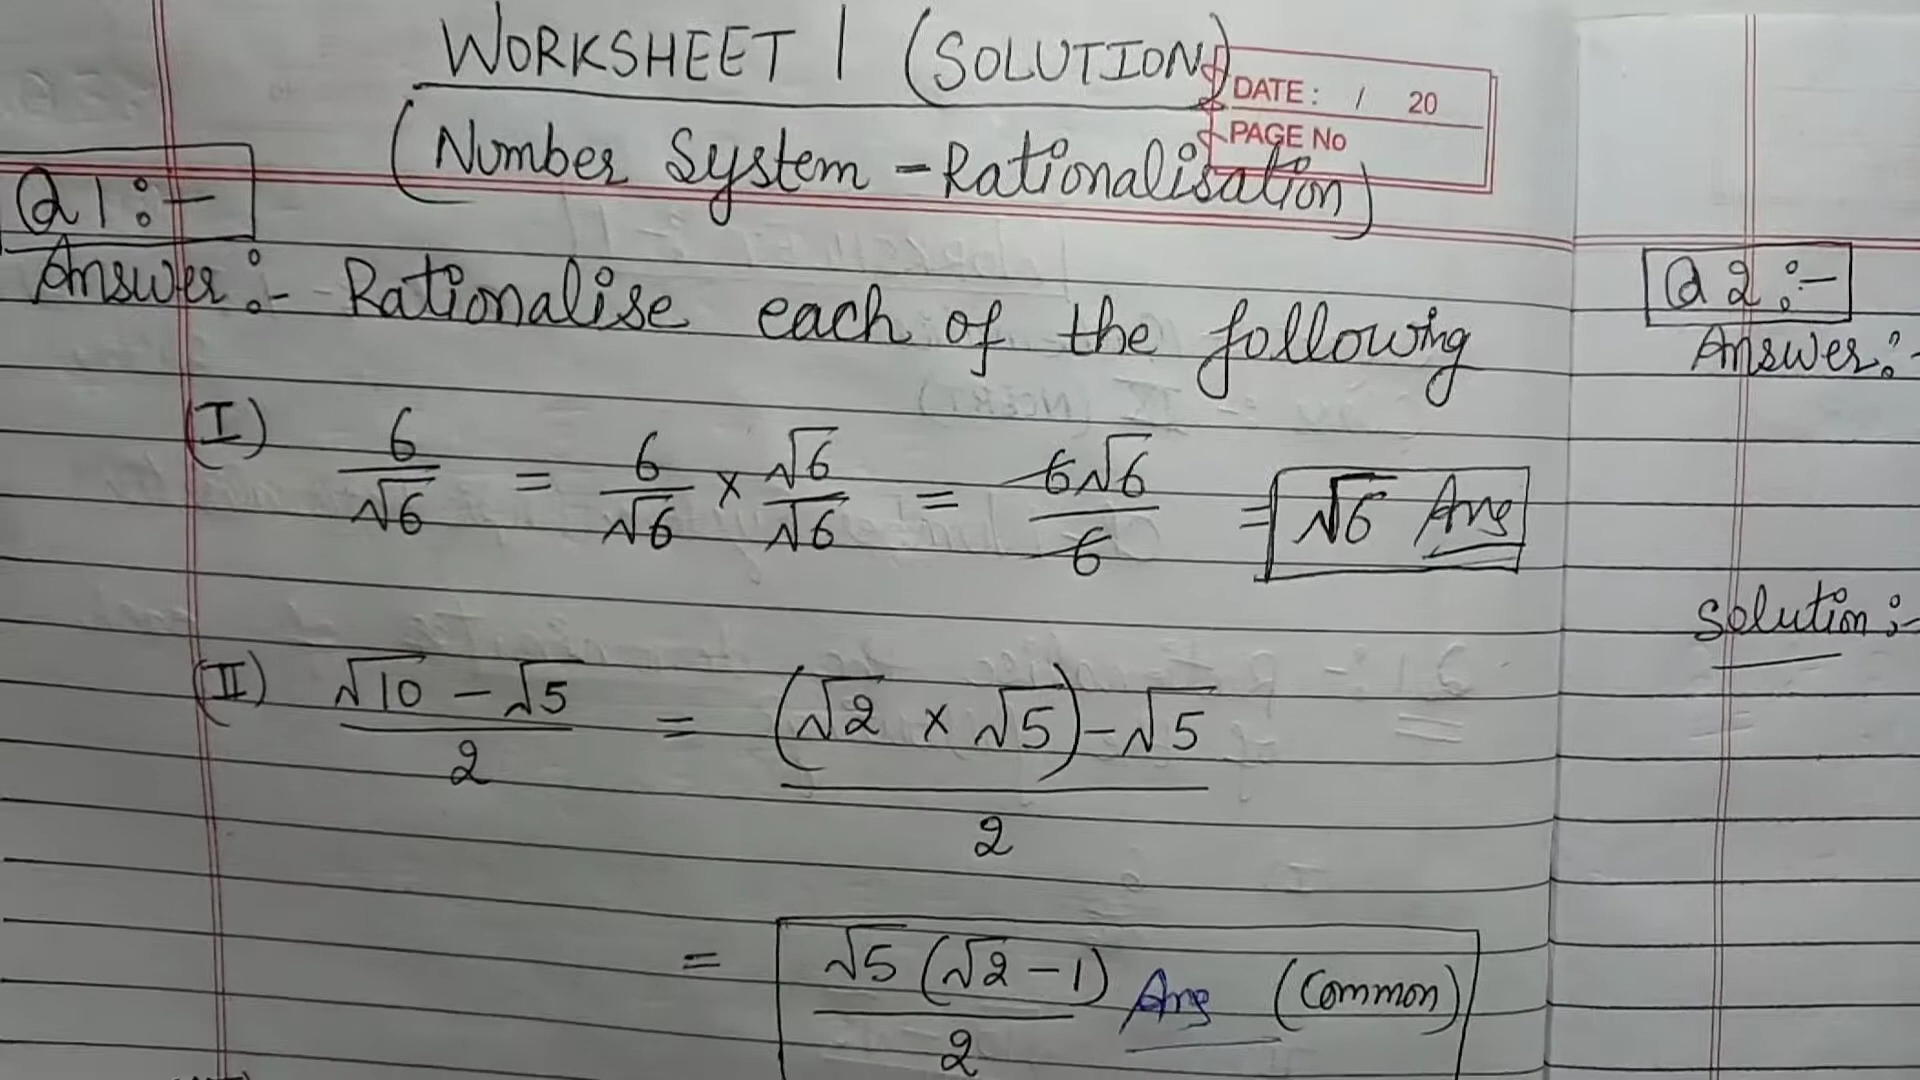 WORKSHEET 1 (SOLUTION)
DATE: / 20
PAGE No
(Number System - Rationalisation)
Q1:-
Answer:- Rationalise each of the following
(I) 6/√6 = 6/√6 × √6/√6 = 6√6/6 = √6 Ans
(II) (√10 - √5)/2 = ((√2 × √5) - √5)/2
= √5(√2-1)/2 Ans (Common)
Q2:-
Answer:-
Solution:-